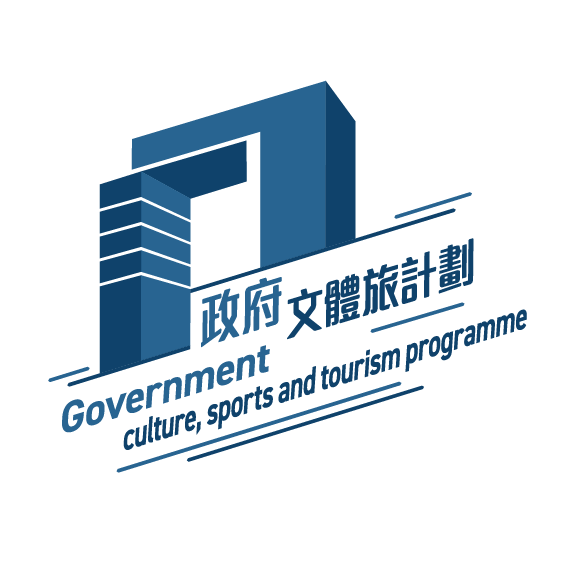 政府文體旅計劃
Government
culture, sports and tourism programme